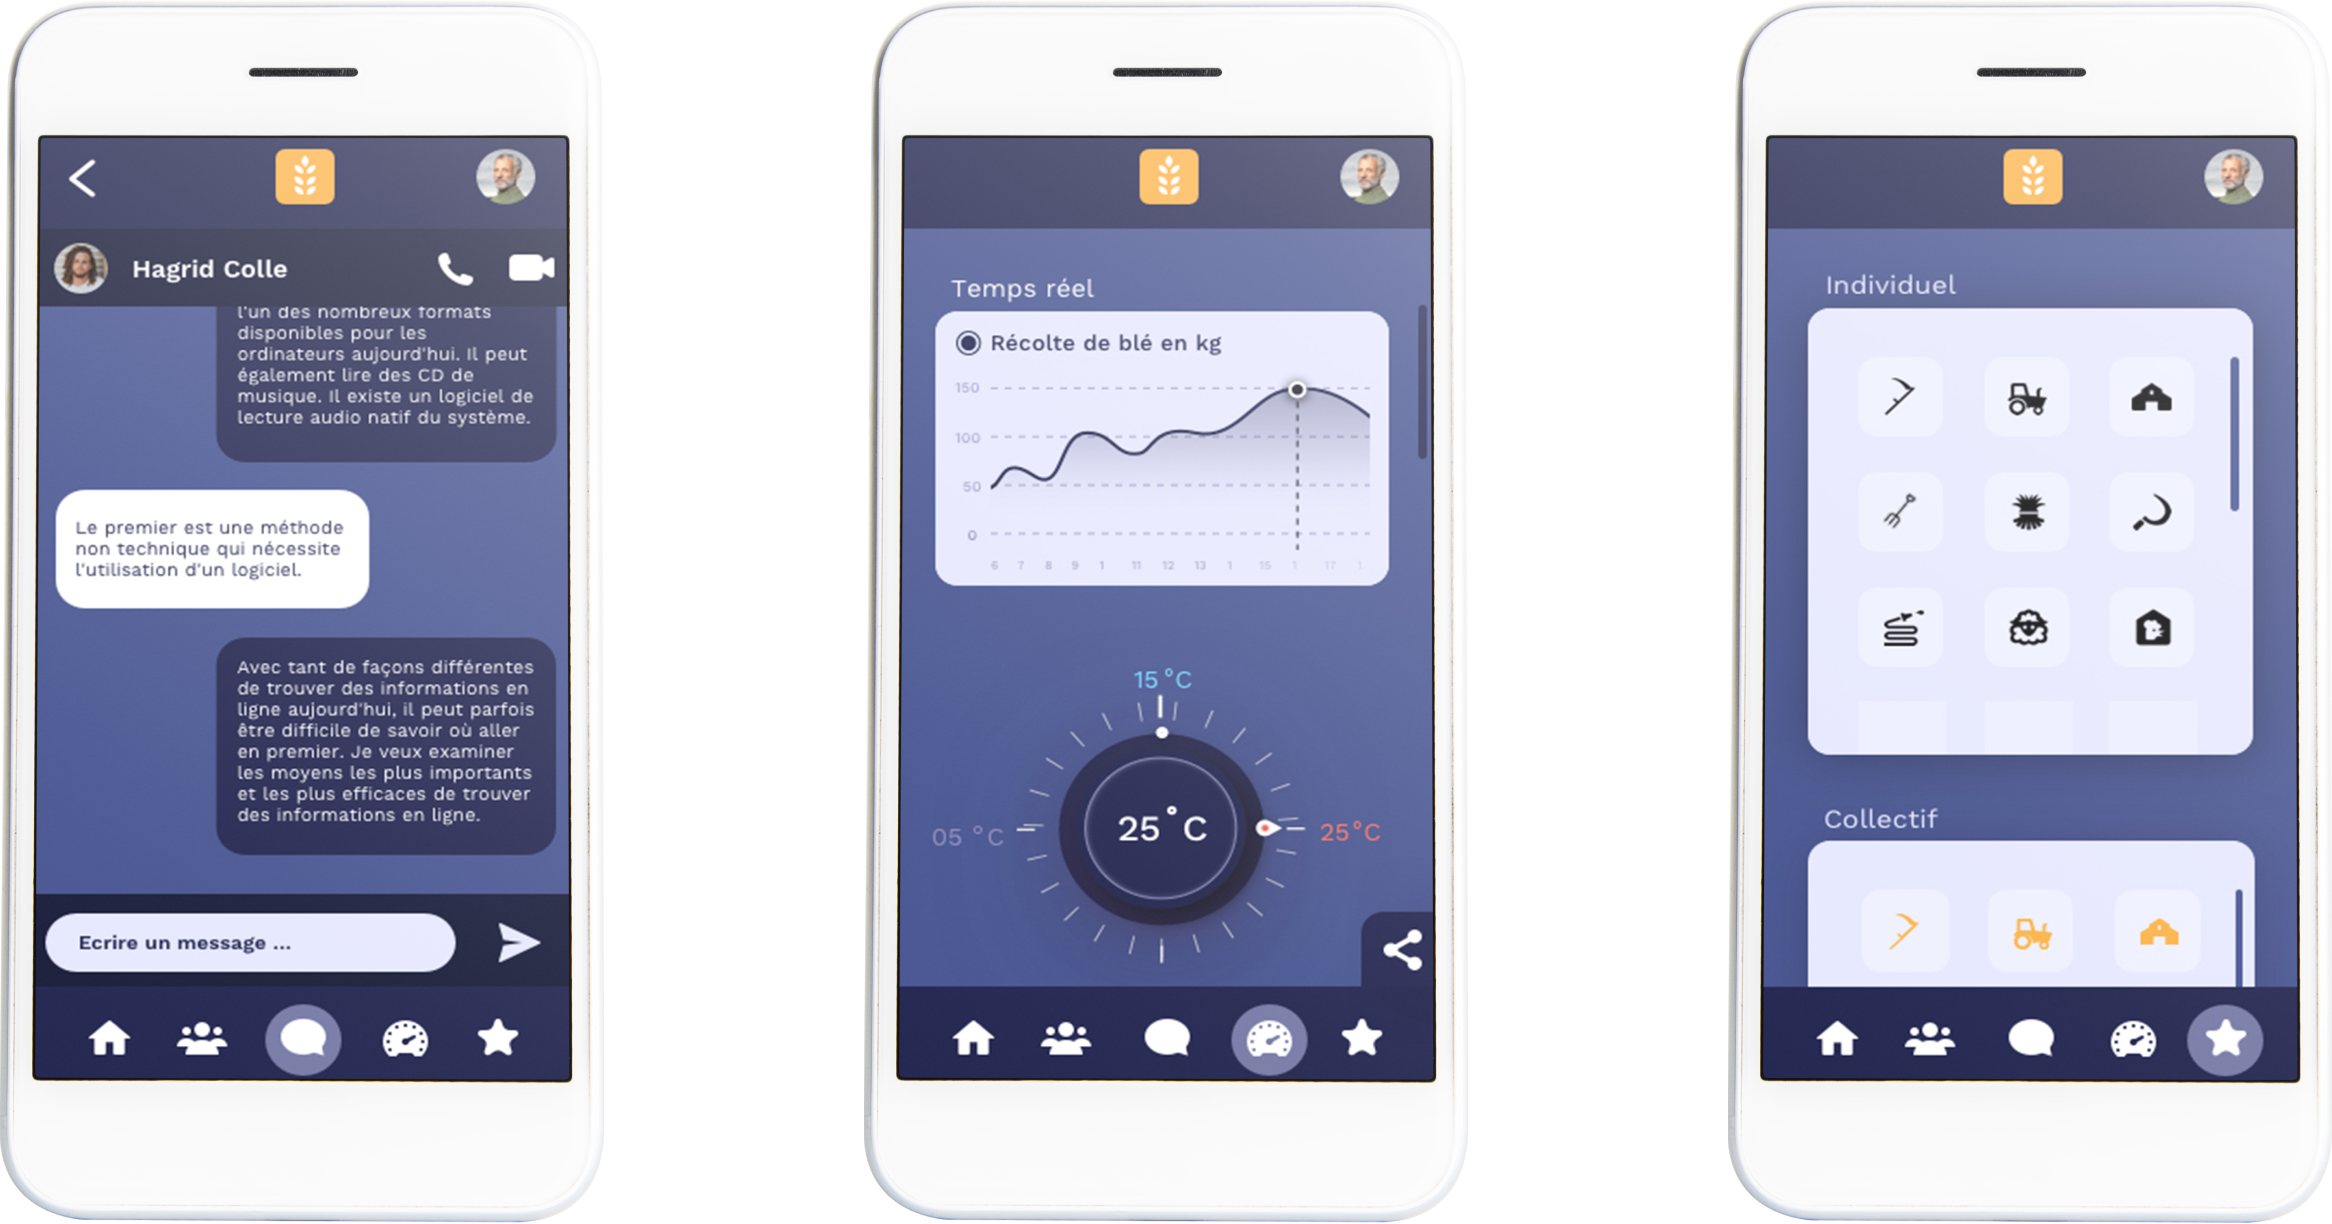 Hagrid Colle
l'un des nombreux formats
disponibles pour les
ordinateurs aujourd'hui. Il peut
également lire des CD de
musique. Il existe un logiciel de
lecture audio natif du système.
Le premier est une méthode
non technique qui nécessite
l'utilisation d'un logiciel.
Avec tant de façons différentes
de trouver des informations en
ligne aujourd'hui, il peut parfois
être difficile de savoir où aller
en premier. Je veux examiner
les moyens les plus importants
et les plus efficaces de trouver
des informations en ligne.
Ecrire un message ...
Temps réel
Récolte de blé en kg
150
100
50
0
6 7 8 9 1 11 12 13 1 15 1 17 1
15°C
05 °C
25°C
25°C
Individuel
Collectif